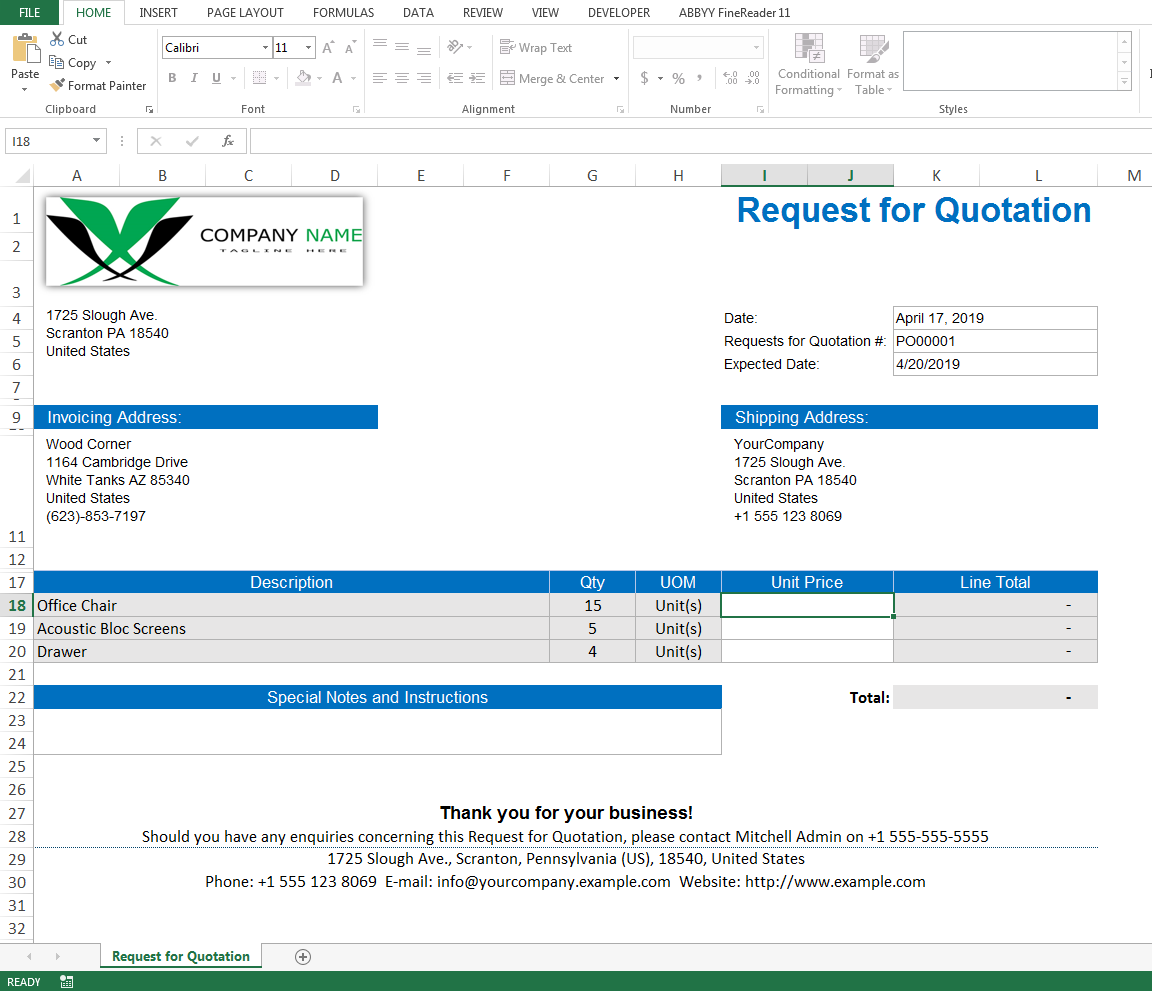 FILE HOME INSERT PAGE LAYOUT FORMULAS DATA REVIEW VIEW DEVELOPER ABBYY FineReader 11
Paste
Cut
Copy
Format Painter
Clipboard
Calibri 11
B I U A
Font
Wrap Text
Merge & Center
Alignment
$ % ,
Number
Conditional Formatting
Format as Table
Styles
I18 fx
A B C D E F G H I J K L M
COMPANY NAME
TAGLINE HERE
Request for Quotation
1
2
3
4
5
6
7
9
11
12
17
18
19
20
21
22
23
24
25
26
27
28
29
30
31
32
1725 Slough Ave.
Scranton PA 18540
United States
Date: April 17, 2019
Requests for Quotation #: PO00001
Expected Date: 4/20/2019
Invoicing Address:
Wood Corner
1164 Cambridge Drive
White Tanks AZ 85340
United States
(623)-853-7197
Shipping Address:
YourCompany
1725 Slough Ave.
Scranton PA 18540
United States
+1 555 123 8069
Description Qty UOM Unit Price Line Total
Office Chair 15 Unit(s) -
Acoustic Bloc Screens 5 Unit(s) -
Drawer 4 Unit(s) -
Special Notes and Instructions
Total: -
Thank you for your business!
Should you have any enquiries concerning this Request for Quotation, please contact Mitchell Admin on +1 555-555-5555
1725 Slough Ave., Scranton, Pennsylvania (US), 18540, United States
Phone: +1 555 123 8069 E-mail: info@yourcompany.example.com Website: http://www.example.com
Request for Quotation
READY